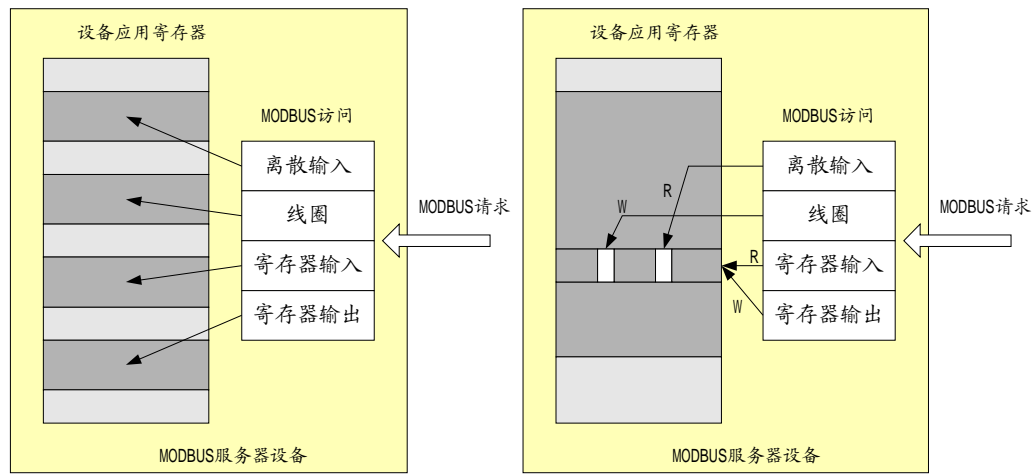 设备应用寄存器
MODBUS访问
离散输入
线圈
寄存器输入
寄存器输出
MODBUS请求
MODBUS服务器设备
设备应用寄存器
MODBUS访问
离散输入
线圈
寄存器输入
寄存器输出
R
W
R
W
MODBUS请求
MODBUS服务器设备